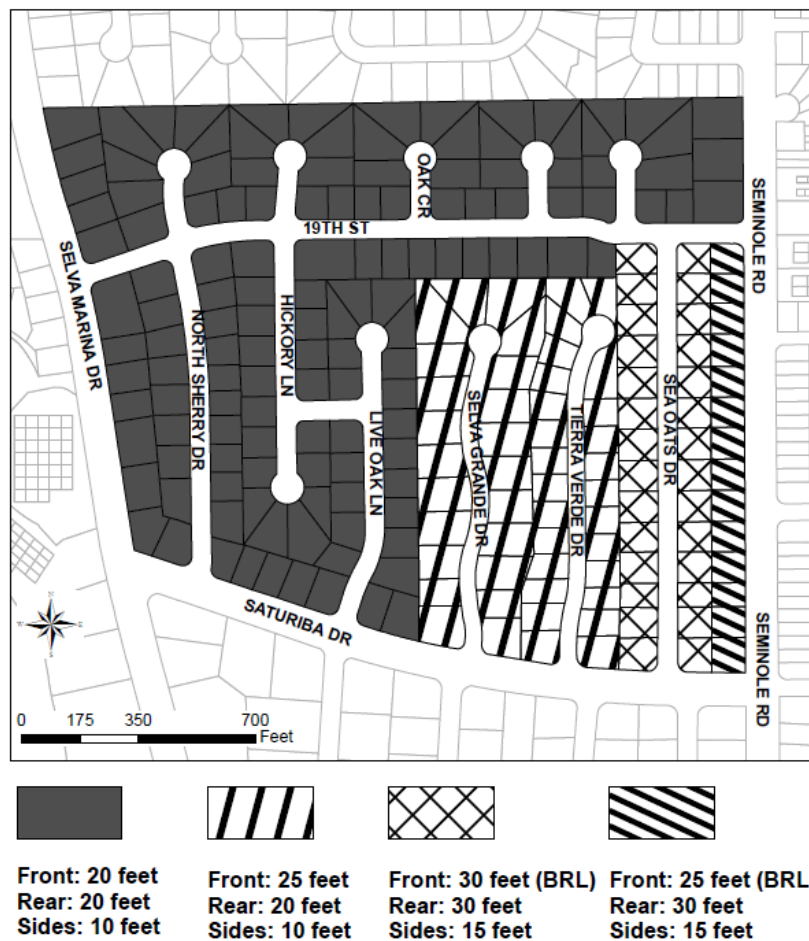 OAK CR
19TH ST
SEMINOLE RD
SELVA MARINA DR
NORTH SHERRY DR
HICKORY LN
LIVE OAK LN
SELVA GRANDE DR
TIERRA VERDE DR
SEA OATS DR
SATURIBA DR
SEMINOLE RD
N
W E
S
0 175 350 700
Feet
Front: 20 feet
Rear: 20 feet
Sides: 10 feet
Front: 25 feet
Rear: 20 feet
Sides: 10 feet
Front: 30 feet (BRL)
Rear: 30 feet
Sides: 15 feet
Front: 25 feet (BRL
Rear: 30 feet
Sides: 15 feet